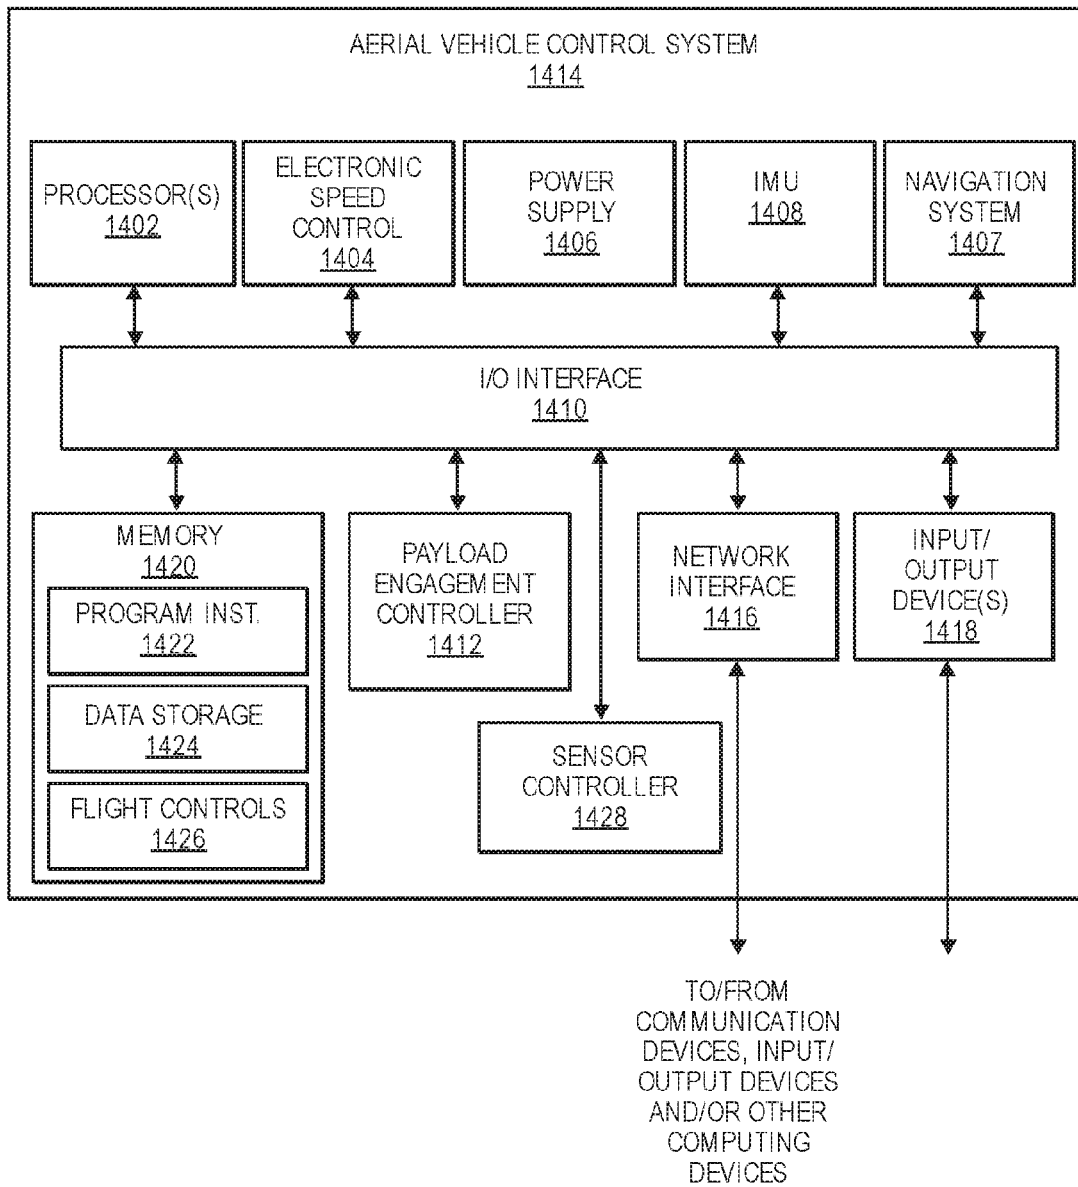 AERIAL VEHICLE CONTROL SYSTEM
1414
PROCESSOR(S)
1402
ELECTRONIC
SPEED
CONTROL
1404
POWER
SUPPLY
1406
IMU
1408
NAVIGATION
SYSTEM
1407
I/O INTERFACE
1410
MEMORY
1420
PROGRAM INST.
1422
DATA STORAGE
1424
FLIGHT CONTROLS
1426
PAYLOAD
ENGAGEMENT
CONTROLLER
1412
SENSOR
CONTROLLER
1428
NETWORK
INTERFACE
1416
INPUT/
OUTPUT
DEVICE(S)
1418
TO/FROM
COMMUNICATION
DEVICES, INPUT/
OUTPUT DEVICES
AND/OR OTHER
COMPUTING
DEVICES